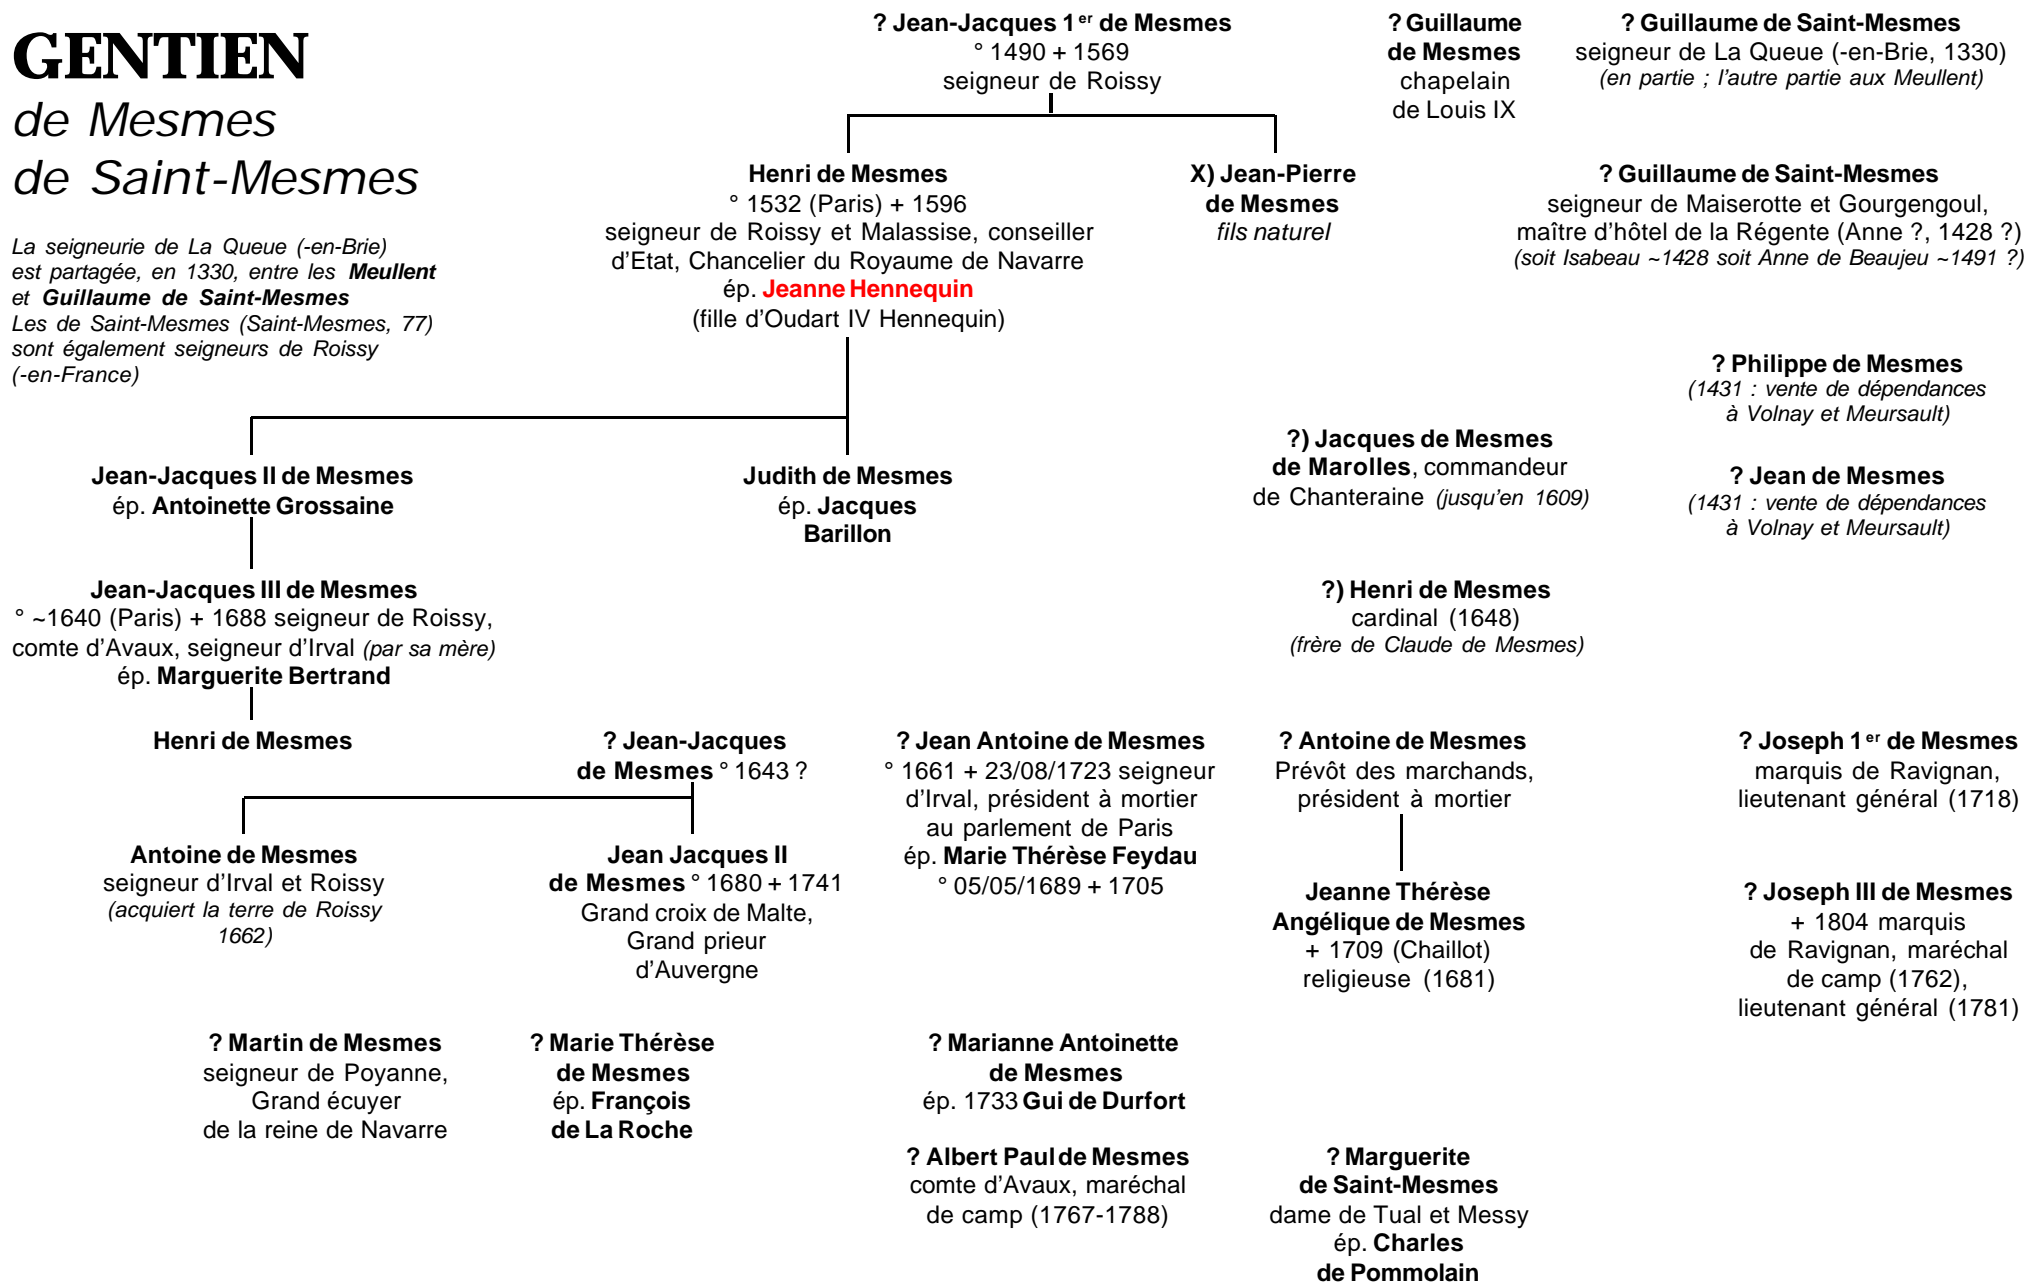 GENTIEN
de Mesmes
de Saint-Mesmes
La seigneurie de La Queue (-en-Brie)
est partagée, en 1330, entre les Meullent
et Guillaume de Saint-Mesmes
Les de Saint-Mesmes (Saint-Mesmes, 77)
sont également seigneurs de Roissy
(-en-France)
? Jean-Jacques 1er de Mesmes
° 1490 + 1569
seigneur de Roissy
? Guillaume
de Mesmes
chapelain
de Louis IX
? Guillaume de Saint-Mesmes
seigneur de La Queue (-en-Brie, 1330)
(en partie ; l'autre partie aux Meullent)
Henri de Mesmes
° 1532 (Paris) + 1596
seigneur de Roissy et Malassise, conseiller
d'Etat, Chancelier du Royaume de Navarre
ép. Jeanne Hennequin
(fille d'Oudart IV Hennequin)
X) Jean-Pierre
de Mesmes
fils naturel
? Guillaume de Saint-Mesmes
seigneur de Maiserotte et Gourgengoul,
maître d'hôtel de la Régente (Anne ?, 1428 ?)
(soit Isabeau ~1428 soit Anne de Beaujeu ~1491 ?)
? Philippe de Mesmes
(1431 : vente de dépendances
à Volnay et Meursault)
Jean-Jacques II de Mesmes
ép. Antoinette Grossaine
Judith de Mesmes
ép. Jacques
Barillon
?) Jacques de Mesmes
de Marolles, commandeur
de Chanteraine (jusqu'en 1609)
? Jean de Mesmes
(1431 : vente de dépendances
à Volnay et Meursault)
Jean-Jacques III de Mesmes
° ~1640 (Paris) + 1688 seigneur de Roissy,
comte d'Avaux, seigneur d'Irval (par sa mère)
ép. Marguerite Bertrand
?) Henri de Mesmes
cardinal (1648)
(frère de Claude de Mesmes)
Henri de Mesmes
? Jean-Jacques
de Mesmes ° 1643 ?
? Jean Antoine de Mesmes
° 1661 + 23/08/1723 seigneur
d'Irval, président à mortier
au parlement de Paris
ép. Marie Thérèse Feydau
° 05/05/1689 + 1705
? Antoine de Mesmes
Prévôt des marchands,
président à mortier
? Joseph 1er de Mesmes
marquis de Ravignan,
lieutenant général (1718)
Antoine de Mesmes
seigneur d'Irval et Roissy
(acquiert la terre de Roissy
1662)
Jean Jacques II
de Mesmes ° 1680 + 1741
Grand croix de Malte,
Grand prieur
d'Auvergne
Jeanne Thérèse
Angélique de Mesmes
+ 1709 (Chaillot)
religieuse (1681)
? Joseph III de Mesmes
+ 1804 marquis
de Ravignan, maréchal
de camp (1762),
lieutenant général (1781)
? Martin de Mesmes
seigneur de Poyanne,
Grand écuyer
de la reine de Navarre
? Marie Thérèse
de Mesmes
ép. François
de La Roche
? Marianne Antoinette
de Mesmes
ép. 1733 Gui de Durfort
? Albert Paul de Mesmes
comte d'Avaux, maréchal
de camp (1767-1788)
? Marguerite
de Saint-Mesmes
dame de Tual et Messy
ép. Charles
de Pommolain